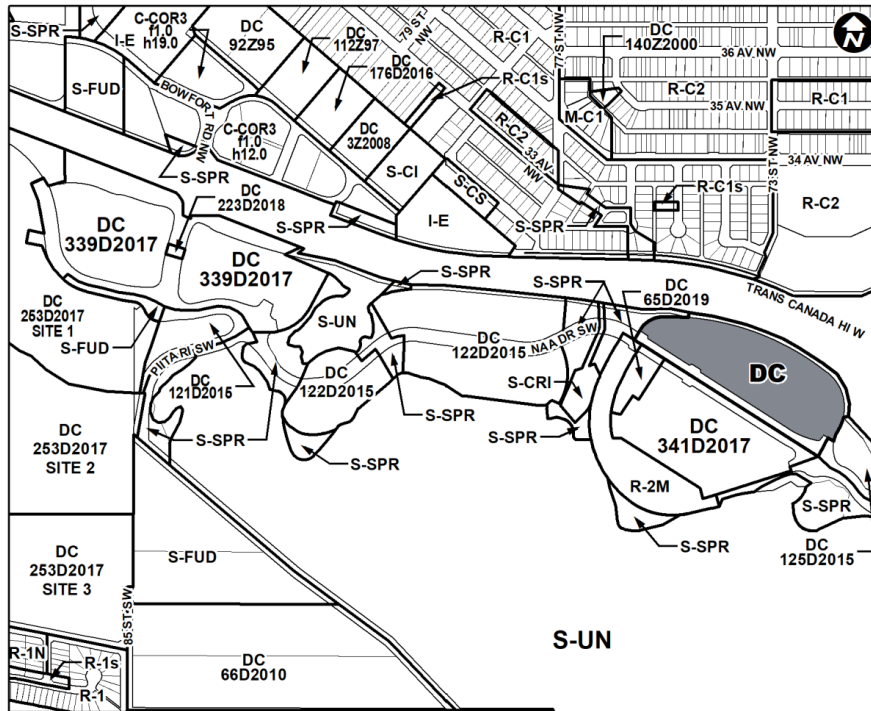 S-SPR
C-COR3
f1.0
h19.0
I-E
DC
92Z95
DC
112Z97
79 ST
NW
R-C1
77 ST NW
DC
140Z2000
N
36 AV NW
S-FUD
BOWFORT RD NW
DC
176D2016
R-C1s
R-C2
35 AV NW
R-C1
M-C1
C-COR3
f1.0
h12.0
DC
3Z2008
R-C2
33 AV
NW
34 AV NW
73 ST NW
S-SPR
S-CI
S-CS
R-C1s
R-C2
DC
223D2018
S-SPR
I-E
S-SPR
DC
339D2017
DC
339D2017
S-SPR
S-SPR
DC
65D2019
TRANS CANADA HI W
DC
253D2017
SITE 1
S-FUD
S-UN
PIITA RI SW
DC
122D2015
NA'A DR SW
DC
DC
121D2015
DC
122D2015
S-CRI
S-SPR
DC
253D2017
SITE 2
S-SPR
S-SPR
S-SPR
DC
341D2017
R-2M
S-SPR
S-SPR
DC
125D2015
DC
253D2017
SITE 3
S-FUD
85 ST SW
S-UN
R-1N
R-1s
R-1
DC
66D2010